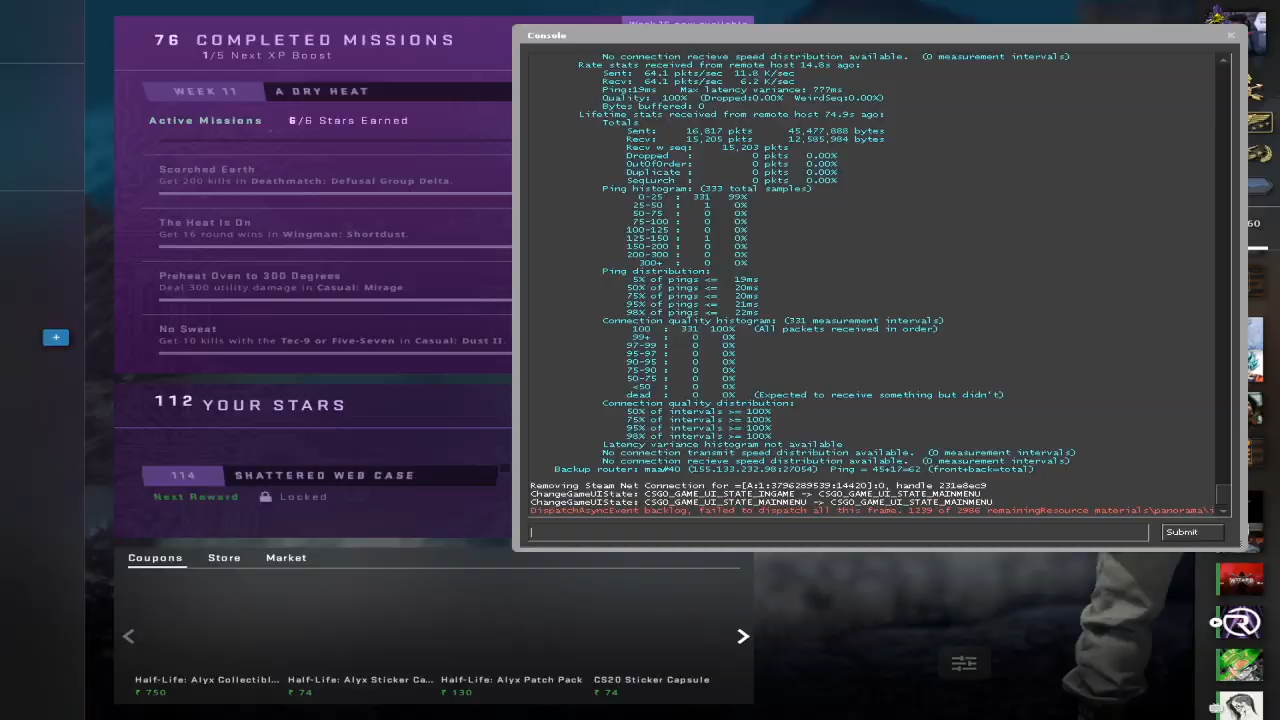 76 COMPLETED MISSIONS
1/5 Next XP Boost
WEEK 11 A DRY HEAT
Active Missions 6/6 Stars Earned
Scorched Earth
Get 200 kills in Deathmatch: Defusal Group Delta.
The Heat Is On
Get 16 round wins in Wingman: Shortdust.
Preheat Oven to 300 Degrees
Deal 300 utility damage in Casual: Mirage.
No Sweat
Get 10 kills with the Tec-9 or Five-Seven in Casual: Dust II.
112 YOUR STARS
114 SHATTERED WEB CASE
Next Reward Locked
Coupons Store Market
Half-Life: Alyx Collectibl... Half-Life: Alyx Sticker Ca... Half-Life: Alyx Patch Pack CS20 Sticker Capsule
₹ 750 ₹ 74 ₹ 130 ₹ 74
Console
No connection recieve speed distribution available. (0 measurement intervals)
Rate stats received from remote host 14.8s ago:
Sent: 64.1 pkts/sec 11.8 K/sec
Recv: 64.1 pkts/sec 6.2 K/sec
Ping:19ms Max latency variance: 777ms
Quality: 100% (Dropped:0.00% WeirdSeq:0.00%)
Bytes buffered: 0
Lifetime stats received from remote host 74.9s ago:
Totals
Sent: 16,817 pkts 45,477,888 bytes
Recv: 15,205 pkts 12,585,984 bytes
Recv w seq: 15,203 pkts
Dropped : 0 pkts 0.00%
OutOfOrder: 0 pkts 0.00%
Duplicate : 0 pkts 0.00%
SeqLurch : 0 pkts 0.00%
Ping histogram: (333 total samples)
0-25 : 331 99%
25-50 : 1 0%
50-75 : 0 0%
75-100 : 0 0%
100-125 : 0 0%
125-150 : 1 0%
150-200 : 0 0%
200-300 : 0 0%
300+ : 0 0%
Ping distribution:
5% of pings <= 19ms
50% of pings <= 20ms
75% of pings <= 20ms
95% of pings <= 21ms
98% of pings <= 22ms
Connection quality histogram: (331 measurement intervals)
100 : 331 100% (All packets received in order)
99+ : 0 0%
97-99 : 0 0%
95-97 : 0 0%
90-95 : 0 0%
75-90 : 0 0%
50-75 : 0 0%
<50 : 0 0%
dead : 0 0% (Expected to receive something but didn't)
Connection quality distribution:
50% of intervals >= 100%
75% of intervals >= 100%
95% of intervals >= 100%
98% of intervals >= 100%
Latency variance histogram not available
No connection transmit speed distribution available. (0 measurement intervals)
No connection recieve speed distribution available. (0 measurement intervals)
Backup router: maa#40 (155.133.232.98:27054) Ping = 45+17=62 (front+back=total)
Removing Steam Net Connection for =[A:1:3796289539:14420]:0, handle 231e8ec9
ChangeGameUIState: CSGO_GAME_UI_STATE_INGAME -> CSGO_GAME_UI_STATE_MAINMENU
ChangeGameUIState: CSGO_GAME_UI_STATE_MAINMENU -> CSGO_GAME_UI_STATE_MAINMENU
DispatchAsyncEvent backlog, failed to dispatch all this frame. 1239 of 2986 remainingResource materials\panorama\i
Submit